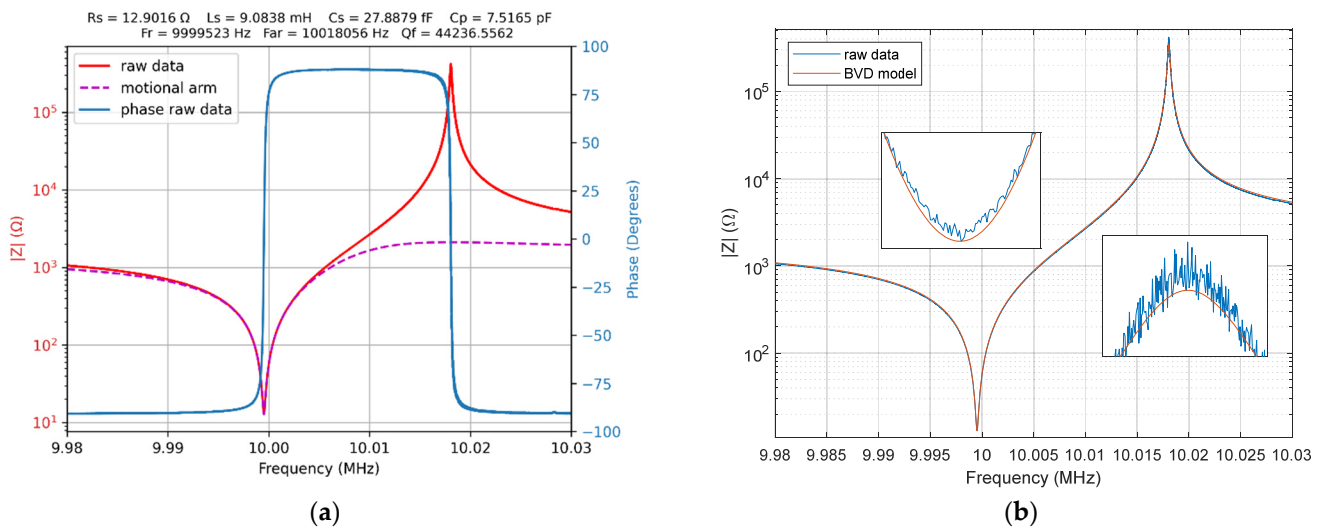 Rs = 12.9016 Ω Ls = 9.0838 mH Cs = 27.8879 fF Cp = 7.5165 pF
Fr = 9999523 Hz Far = 10018056 Hz Qf = 44236.5562
raw data
motional arm
phase raw data
|Z| (Ω)
10⁵
10⁴
10³
10²
10¹
100
75
50
25
0
−25
−50
−75
−100
Phase (Degrees)
9.98 9.99 10.00 10.01 10.02 10.03
Frequency (MHz)
(a)
raw data
BVD model
|Z| (Ω)
10⁵
10⁴
10³
10²
9.98 9.985 9.99 9.995 10 10.005 10.01 10.015 10.02 10.025 10.03
Frequency (MHz)
(b)